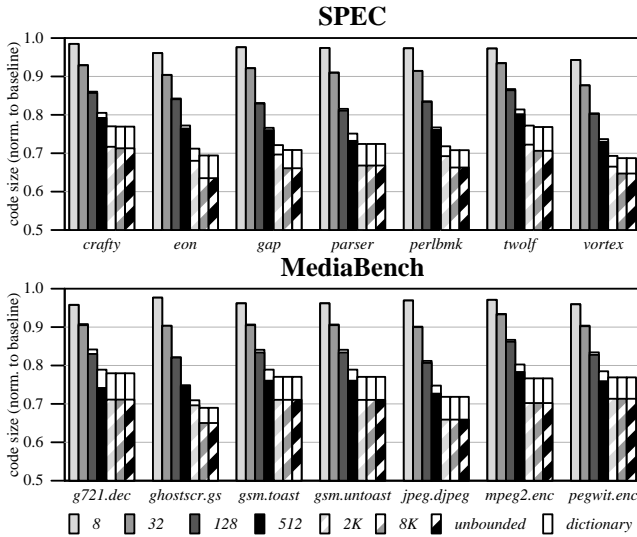 SPEC
code size (norm. to baseline)
1.0
0.9
0.8
0.7
0.6
0.5
crafty eon gap parser perlbmk twolf vortex
MediaBench
code size (norm. to baseline)
1.0
0.9
0.8
0.7
0.6
0.5
g721.dec ghostscr.gs gsm.toast gsm.untoast jpeg.djpeg mpeg2.enc pegwit.enc
8 32 128 512 2K 8K unbounded dictionary